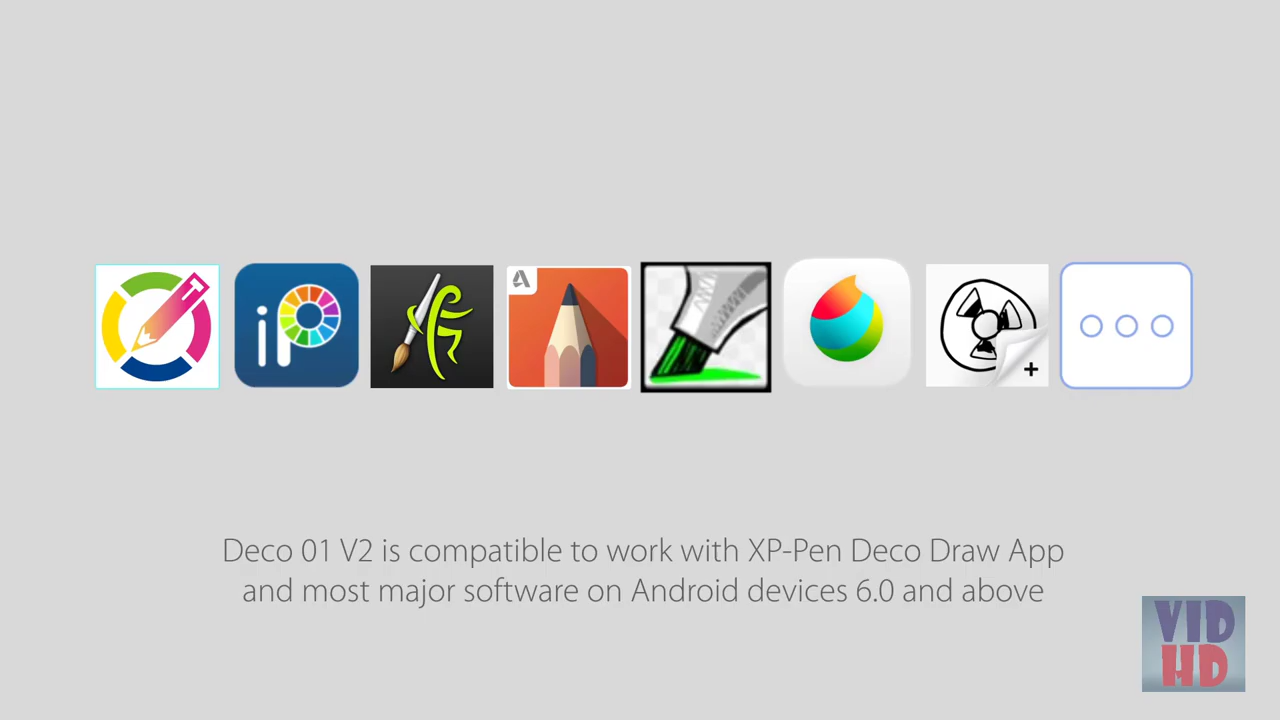 iP
A
+
Deco 01 V2 is compatible to work with XP-Pen Deco Draw App
and most major software on Android devices 6.0 and above
VID
HD